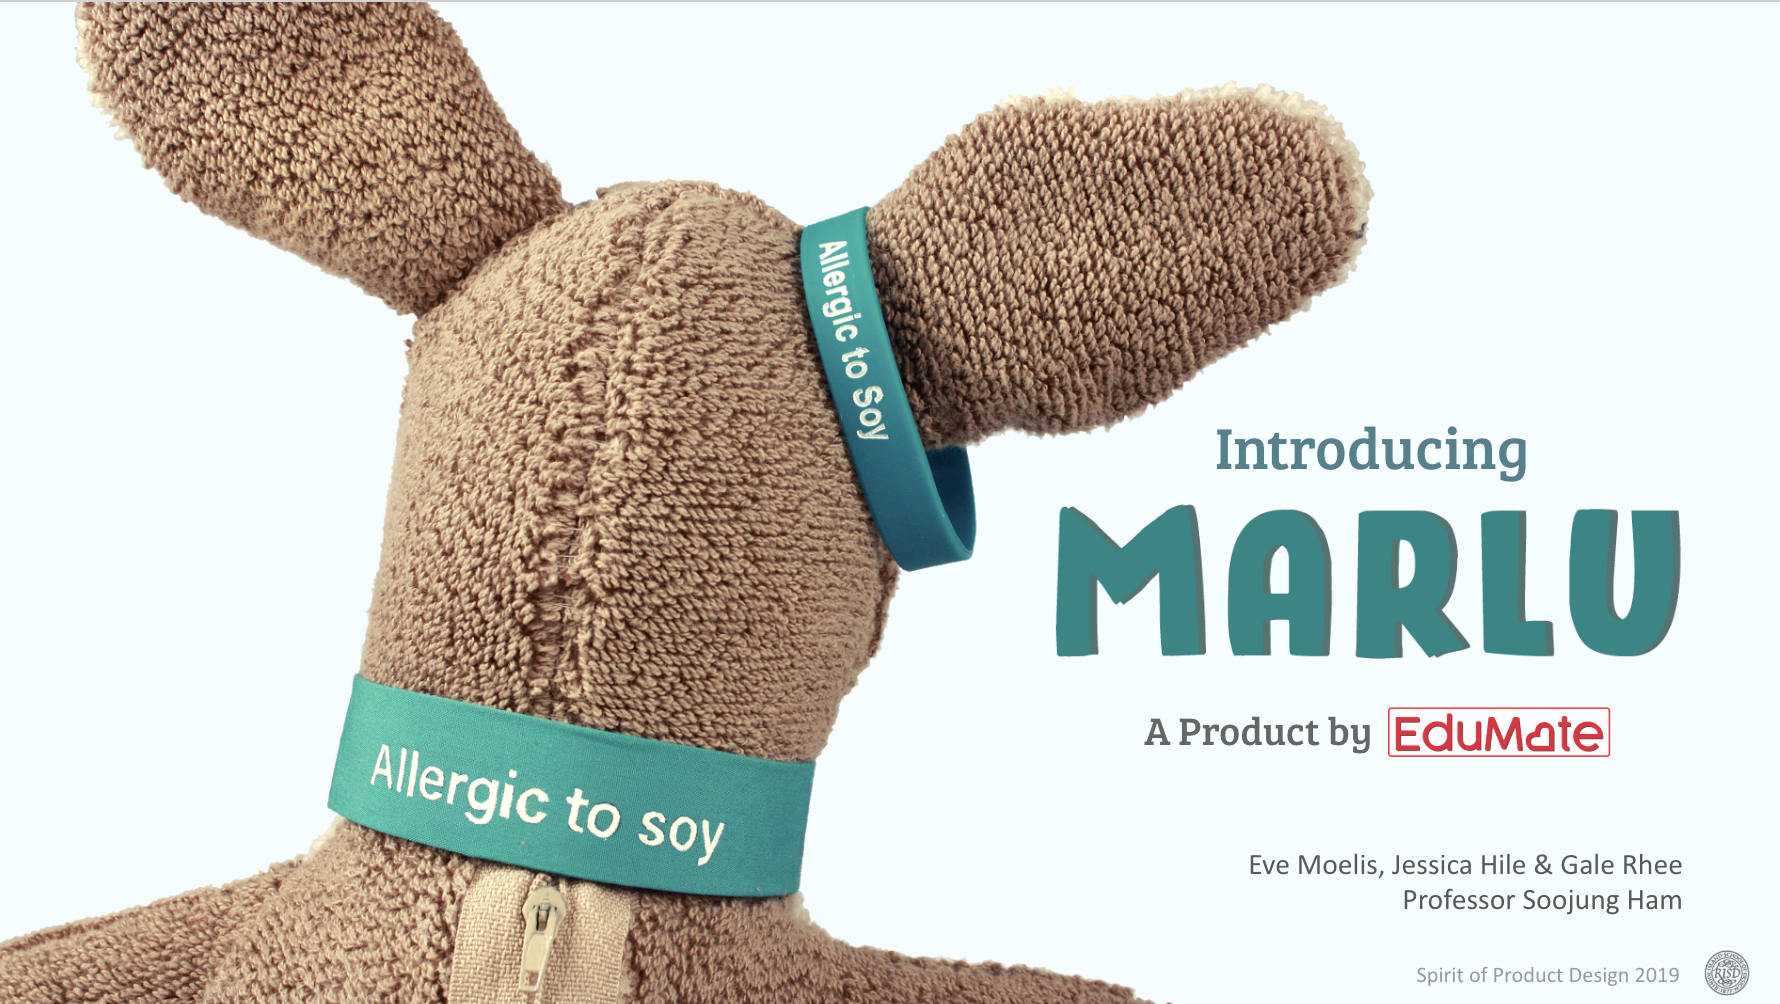 Allergic to Soy
Allergic to soy
Introducing
MARLU
A Product by EduMate
Eve Moelis, Jessica Hile & Gale Rhee
Professor Soojung Ham
Spirit of Product Design 2019
RISD